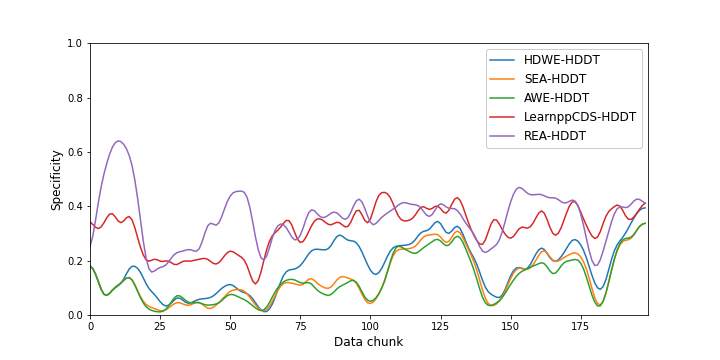 1.0
0.8
0.6
0.4
0.2
0.0
Specificity
0
25
50
75
100
125
150
175
Data chunk
HDWE-HDDT
SEA-HDDT
AWE-HDDT
LearnppCDS-HDDT
REA-HDDT